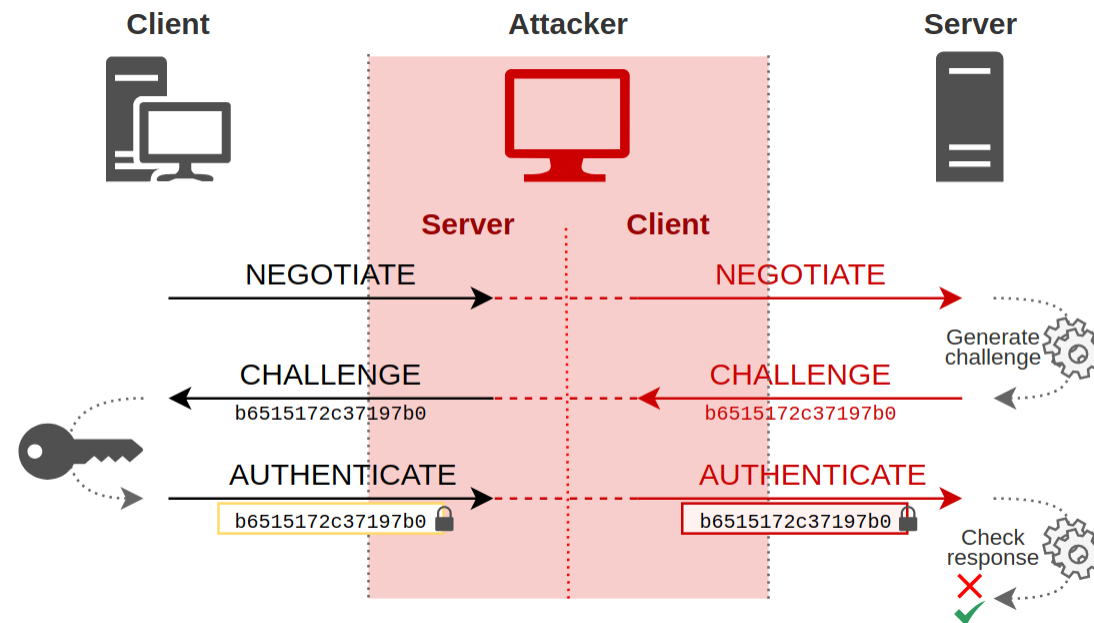 Client
Attacker
Server
Server
Client
NEGOTIATE
NEGOTIATE
Generate
challenge
CHALLENGE
CHALLENGE
b6515172c37197b0
b6515172c37197b0
AUTHENTICATE
AUTHENTICATE
b6515172c37197b0
b6515172c37197b0
Check
response